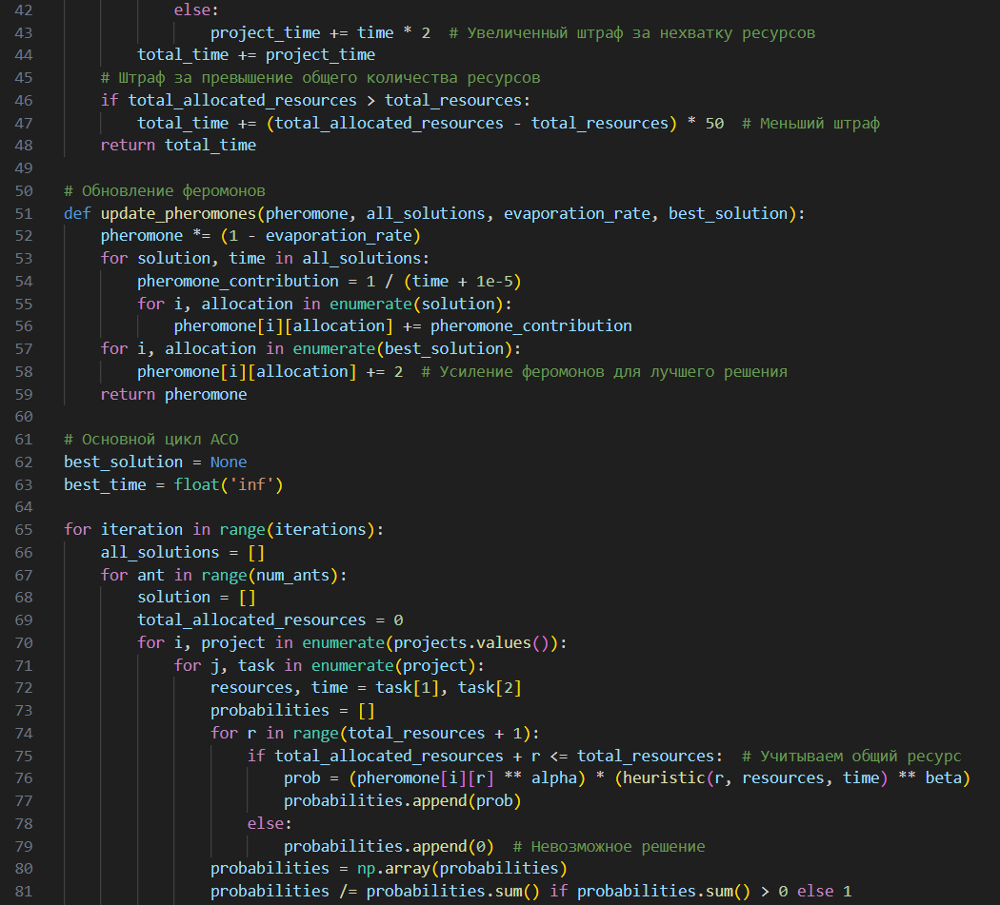 42 else:
43 project_time += time * 2  # Увеличенный штраф за нехватку ресурсов
44 total_time += project_time
45 # Штраф за превышение общего количества ресурсов
46 if total_allocated_resources > total_resources:
47 total_time += (total_allocated_resources - total_resources) * 50  # Меньший штраф
48 return total_time
49
50 # Обновление феромонов
51 def update_pheromones(pheromone, all_solutions, evaporation_rate, best_solution):
52 pheromone *= (1 - evaporation_rate)
53 for solution, time in all_solutions:
54 pheromone_contribution = 1 / (time + 1e-5)
55 for i, allocation in enumerate(solution):
56 pheromone[i][allocation] += pheromone_contribution
57 for i, allocation in enumerate(best_solution):
58 pheromone[i][allocation] += 2  # Усиление феромонов для лучшего решения
59 return pheromone
60
61 # Основной цикл ACO
62 best_solution = None
63 best_time = float('inf')
64
65 for iteration in range(iterations):
66 all_solutions = []
67 for ant in range(num_ants):
68 solution = []
69 total_allocated_resources = 0
70 for i, project in enumerate(projects.values()):
71 for j, task in enumerate(project):
72 resources, time = task[1], task[2]
73 probabilities = []
74 for r in range(total_resources + 1):
75 if total_allocated_resources + r <= total_resources:  # Учитываем общий ресурс
76 prob = (pheromone[i][r] ** alpha) * (heuristic(r, resources, time) ** beta)
77 probabilities.append(prob)
78 else:
79 probabilities.append(0)  # Невозможное решение
80 probabilities = np.array(probabilities)
81 probabilities /= probabilities.sum() if probabilities.sum() > 0 else 1